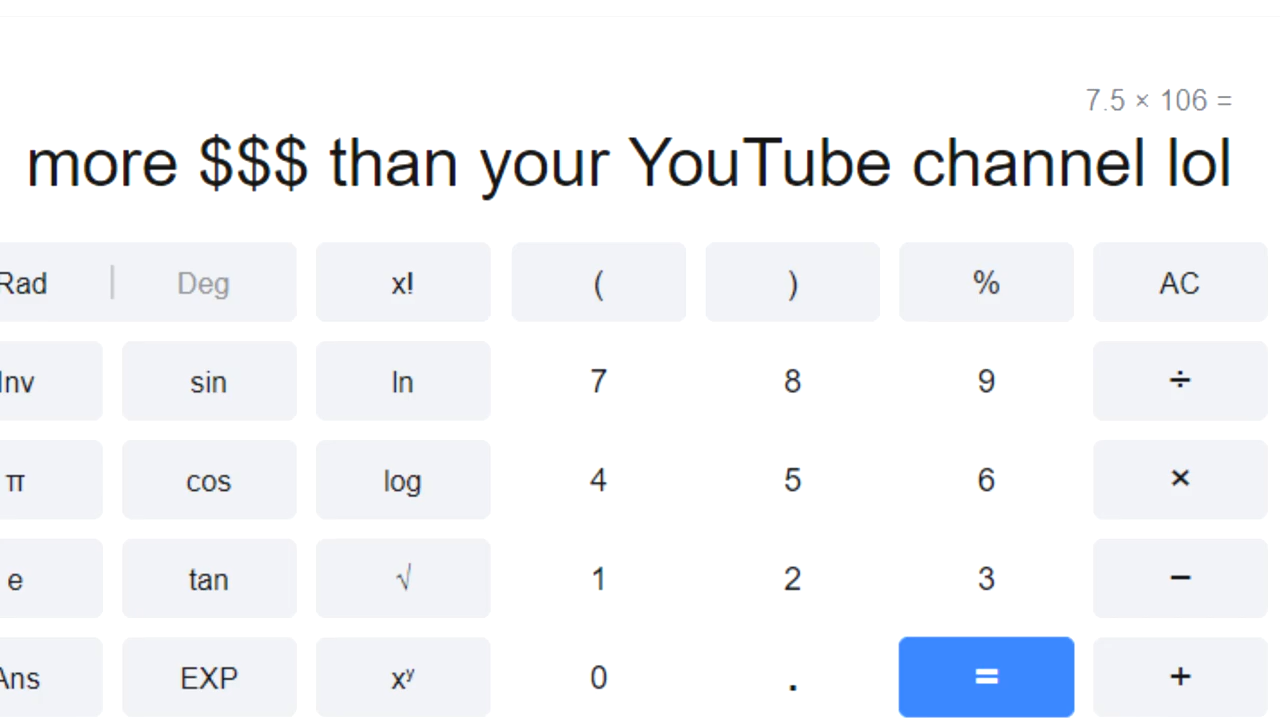 7.5 × 106 =
more $$$ than your YouTube channel lol
Rad | Deg x! ( ) % AC
Inv sin ln 7 8 9 ÷
π cos log 4 5 6 ×
e tan √ 1 2 3 −
Ans EXP xʸ 0 . = +